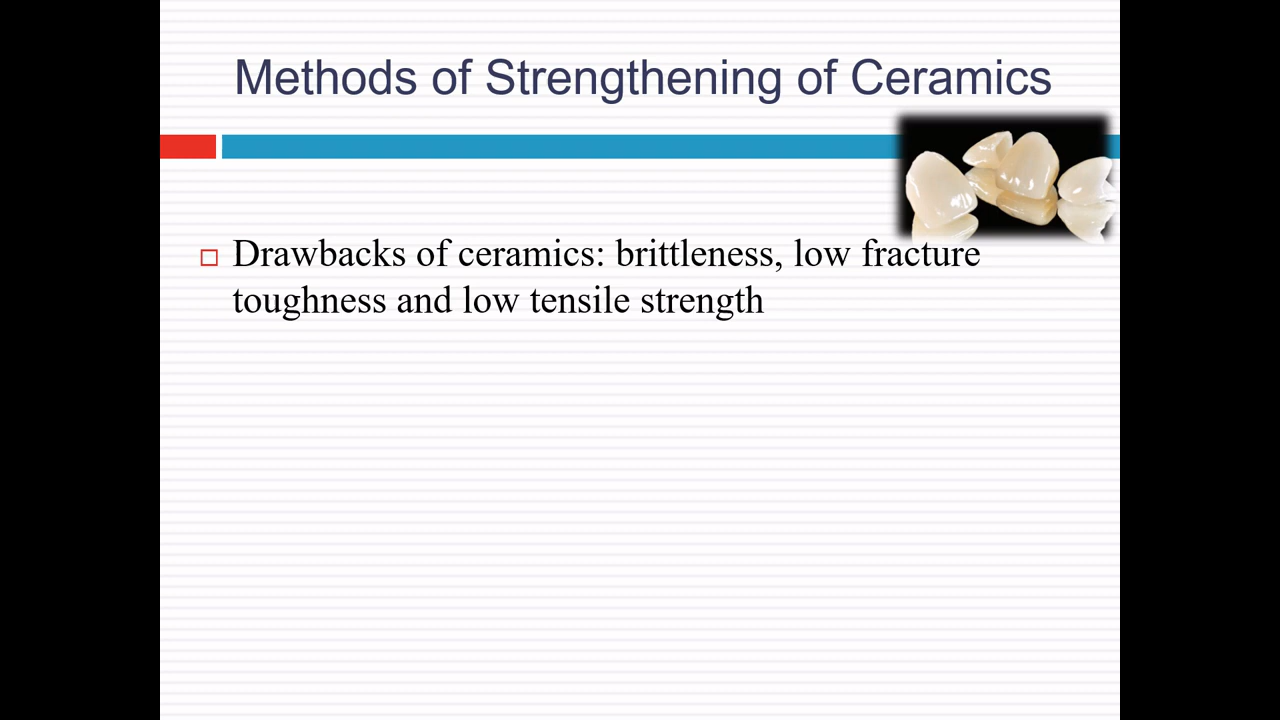 Methods of Strengthening of Ceramics
Drawbacks of ceramics: brittleness, low fracture
toughness and low tensile strength